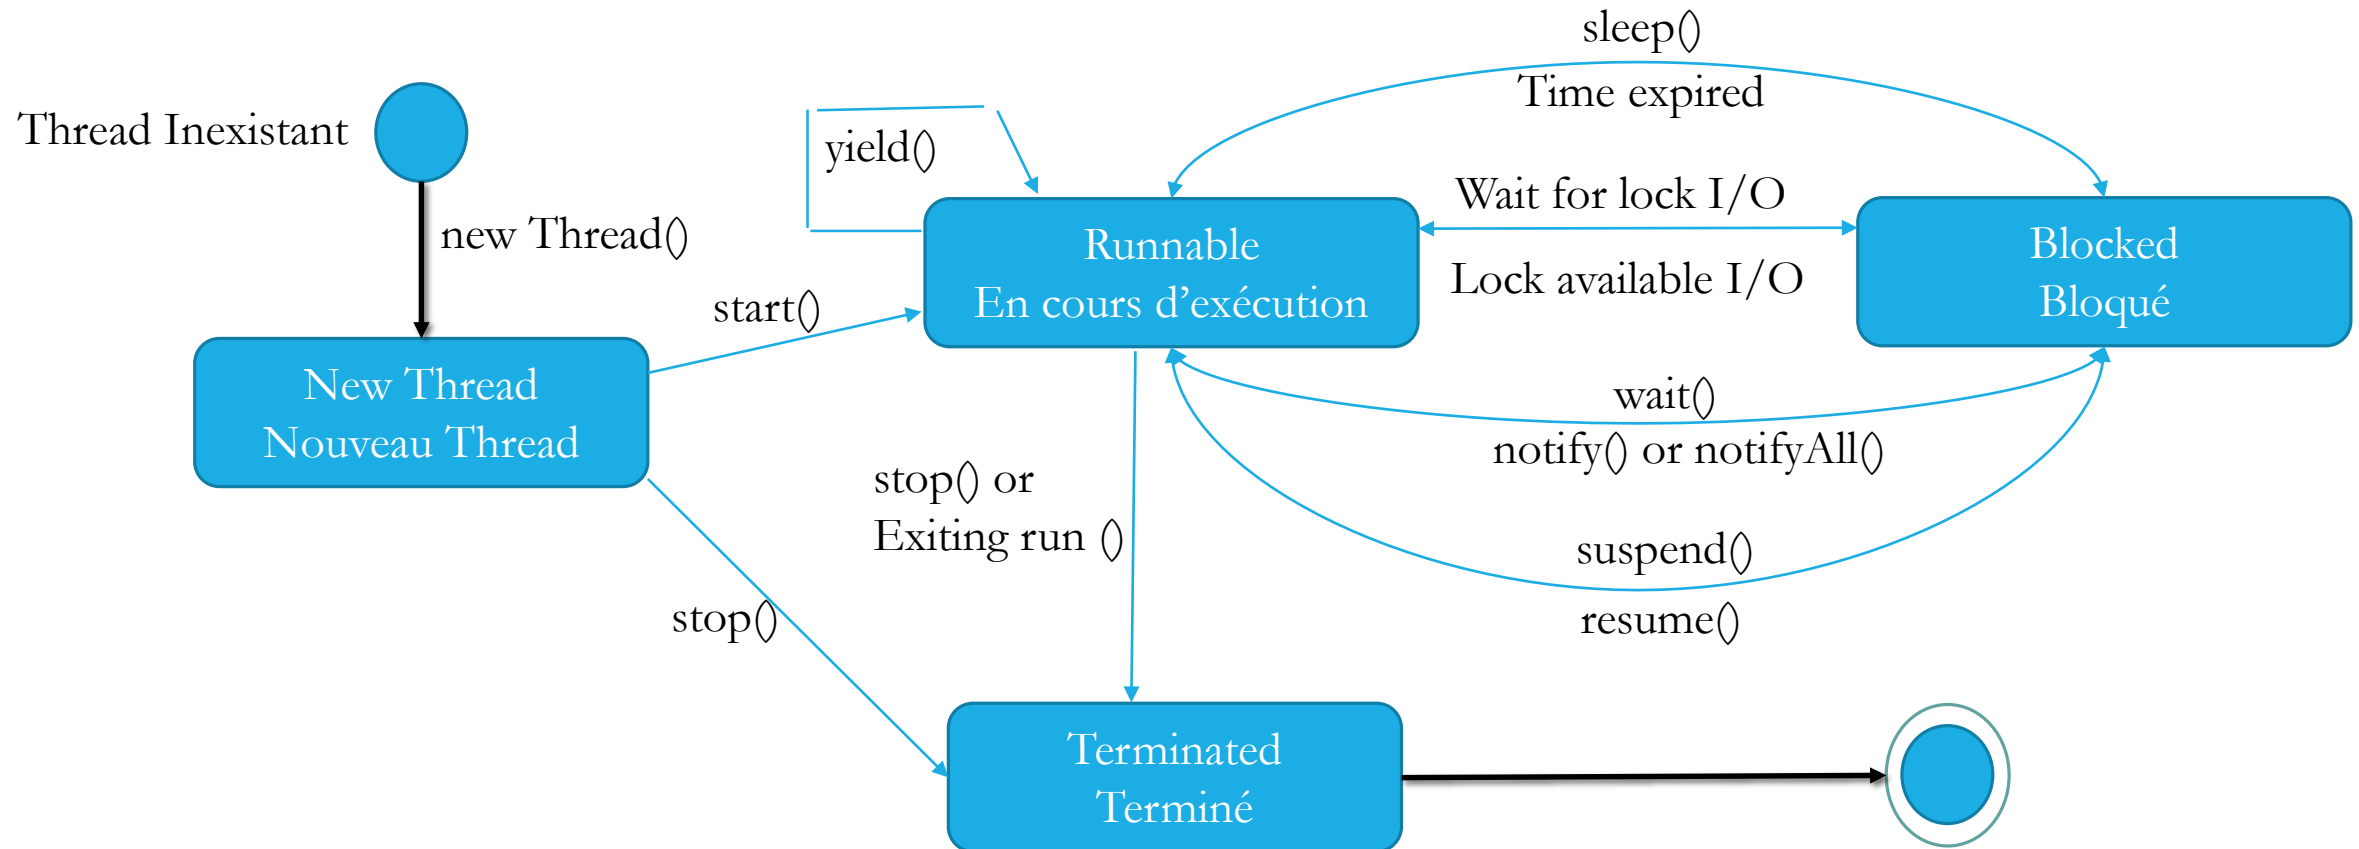 sleep()
Time expired
Thread Inexistant
yield()
new Thread()
Wait for lock I/O
Runnable
En cours d’exécution
Blocked
Bloqué
Lock available I/O
start()
New Thread
Nouveau Thread
wait()
notify() or notifyAll()
stop() or
Exiting run ()
suspend()
resume()
stop()
Terminated
Terminé